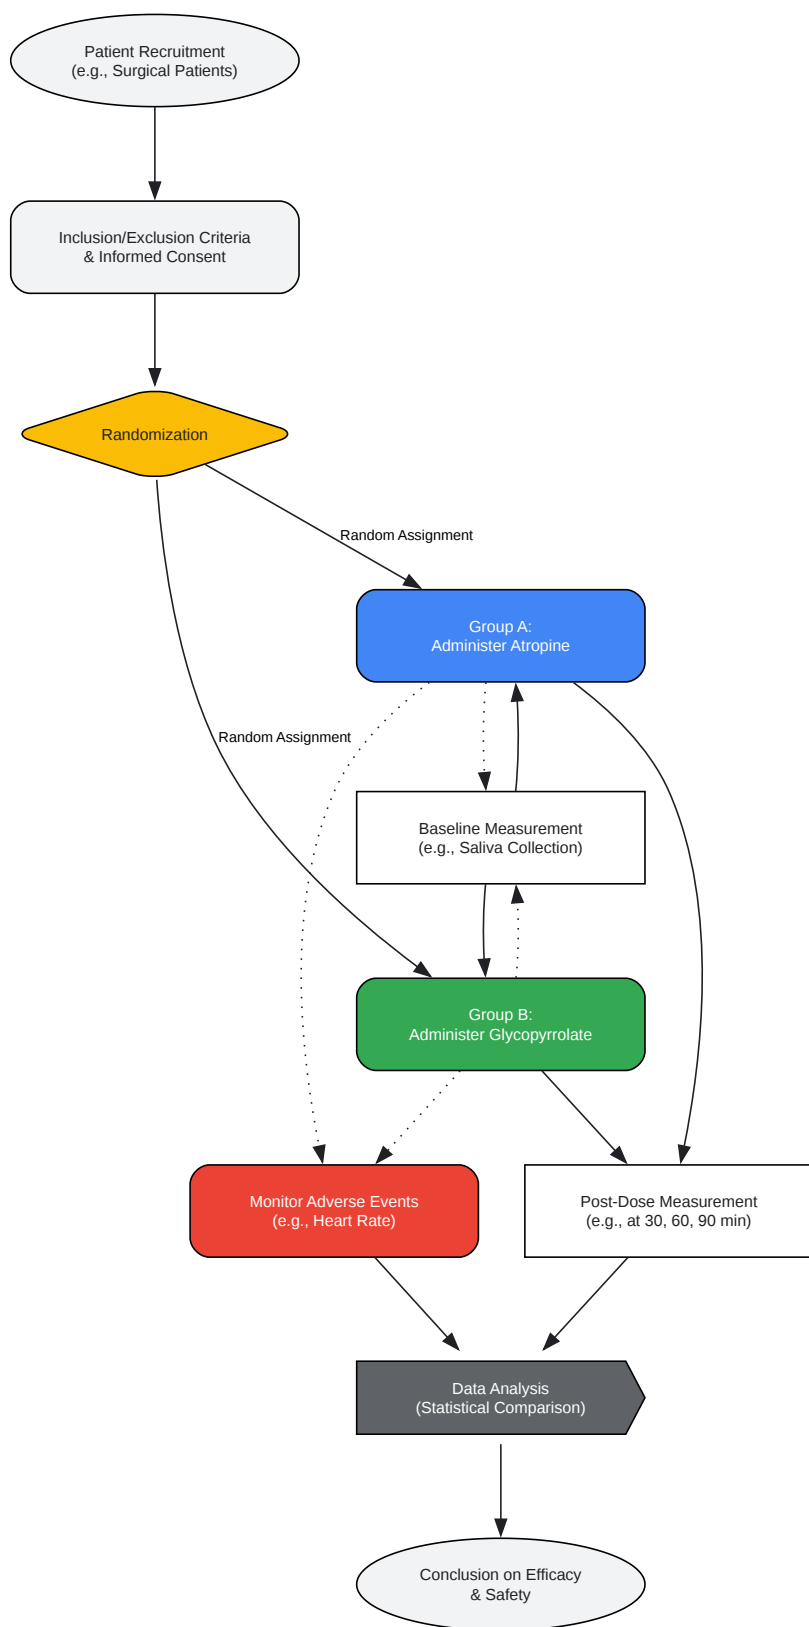 Patient Recruitment
(e.g., Surgical Patients)
Inclusion/Exclusion Criteria
& Informed Consent
Randomization
Random Assignment
Group A:
Administer Atropine
Random Assignment
Baseline Measurement
(e.g., Saliva Collection)
Group B:
Administer Glycopyrrolate
Monitor Adverse Events
(e.g., Heart Rate)
Post-Dose Measurement
(e.g., at 30, 60, 90 min)
Data Analysis
(Statistical Comparison)
Conclusion on Efficacy
& Safety